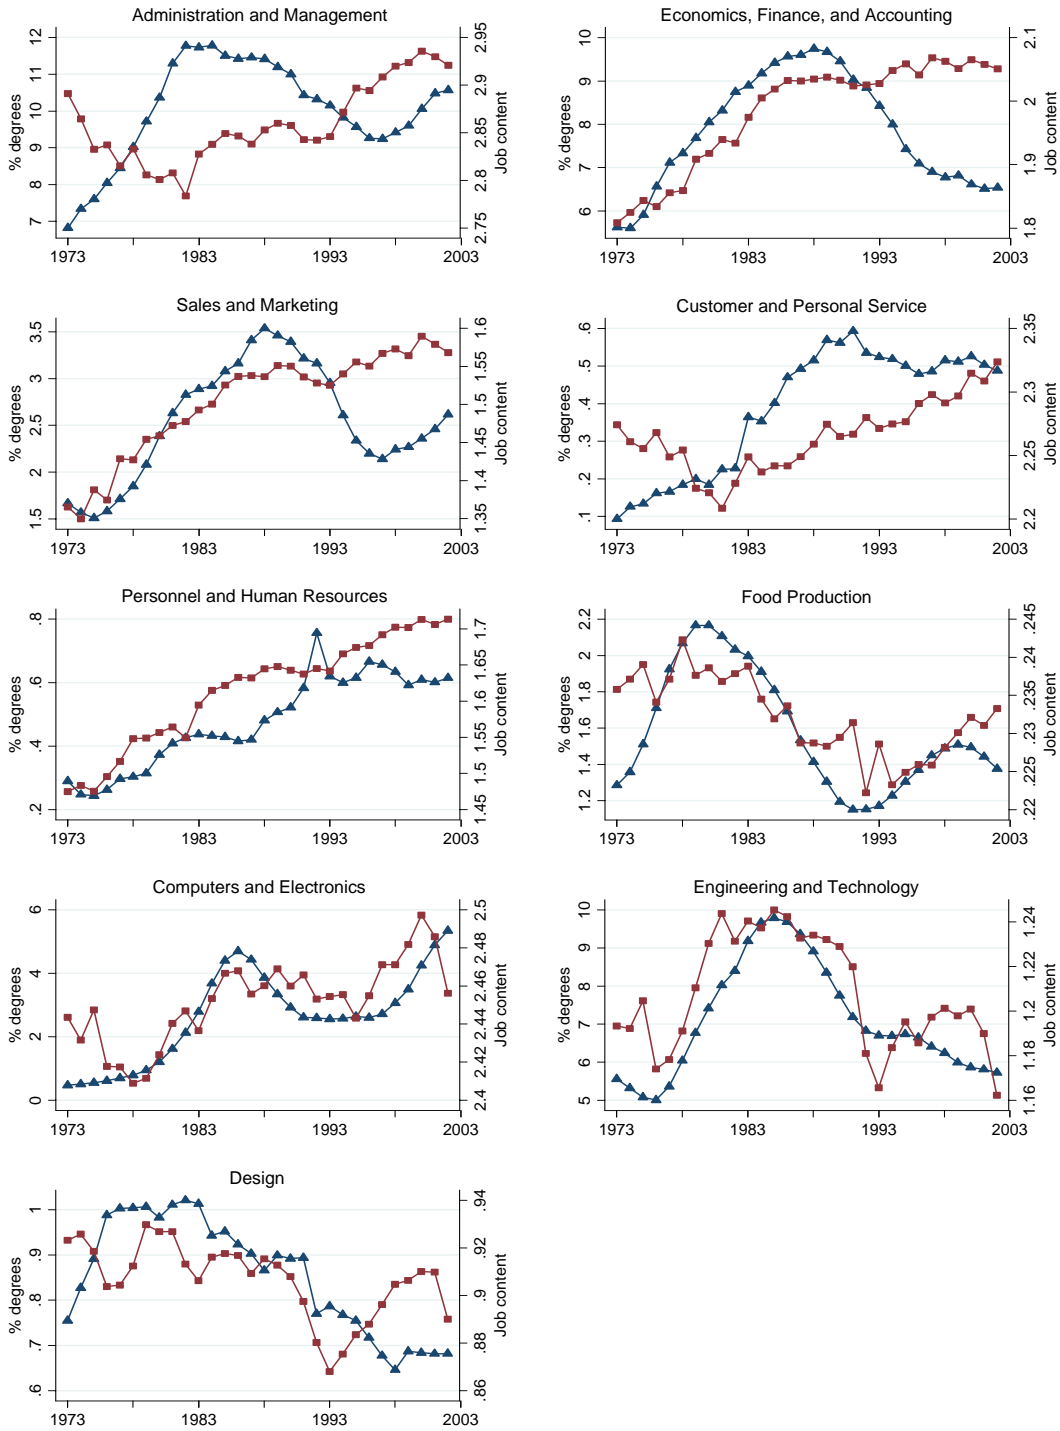 Administration and Management
Economics, Finance, and Accounting
% degrees
7 8 9 10 11 12
2.75 2.8 2.85 2.9 2.95
Job content
1973 1983 1993 2003
% degrees
6 7 8 9 10
1.8 1.9 2 2.1
Job content
1973 1983 1993 2003
Sales and Marketing
Customer and Personal Service
% degrees
1.5 2 2.5 3 3.5
1.35 1.4 1.45 1.5 1.55 1.6
Job content
1973 1983 1993 2003
% degrees
.1 .2 .3 .4 .5 .6
2.2 2.25 2.3 2.35
Job content
1973 1983 1993 2003
Personnel and Human Resources
Food Production
% degrees
.2 .4 .6 .8
1.45 1.5 1.55 1.6 1.65 1.7
Job content
1973 1983 1993 2003
% degrees
1.2 1.4 1.6 1.8 2 2.2
.22 .225 .23 .235 .24 .245
Job content
1973 1983 1993 2003
Computers and Electronics
Engineering and Technology
% degrees
0 2 4 6
2.4 2.42 2.44 2.46 2.48 2.5
Job content
1973 1983 1993 2003
% degrees
5 6 7 8 9 10
1.16 1.18 1.2 1.22 1.24
Job content
1973 1983 1993 2003
Design
% degrees
.6 .7 .8 .9 1
.86 .88 .9 .92 .94
Job content
1973 1983 1993 2003